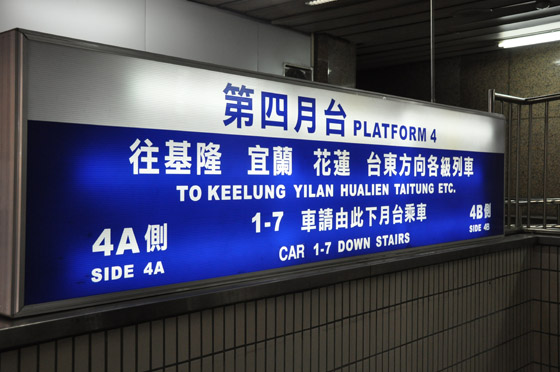 第四月台 PLATFORM 4
往基隆 宜蘭 花蓮 台東方向各級列車
TO KEELUNG YILAN HUALIEN TAITUNG ETC.
1-7 車請由此下月台乘車
4A側
4B側
SIDE 4A
CAR 1-7 DOWN STAIRS
SIDE 4B